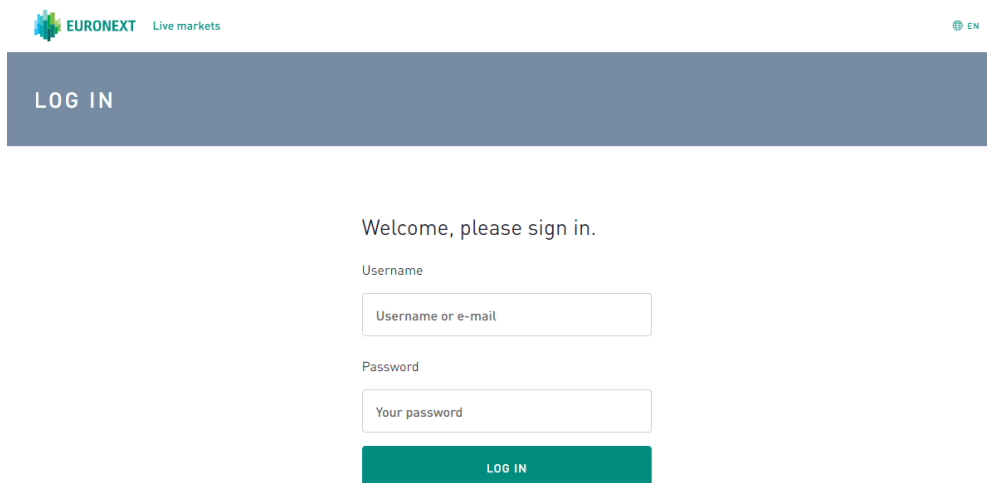 EURONEXT Live markets EN
LOG IN
Welcome, please sign in.
Username
Username or e-mail
Password
Your password
LOG IN